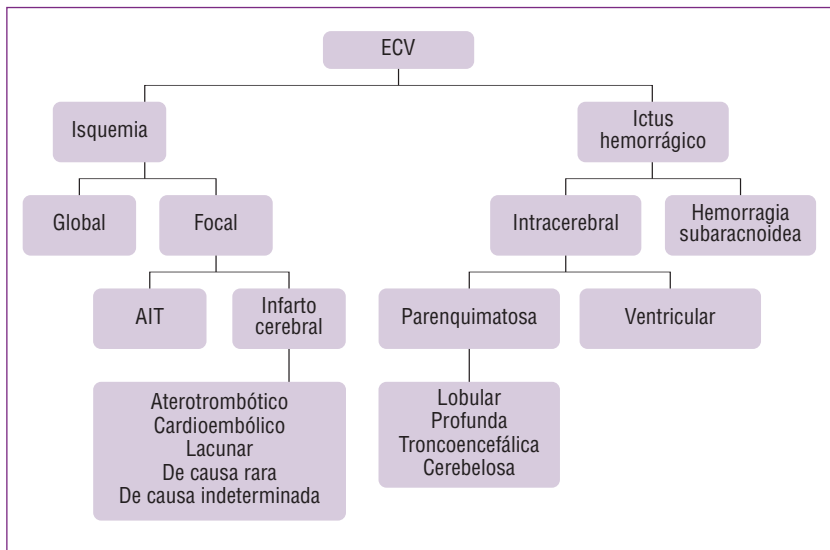 ECV
Isquemia
Ictus
hemorrágico
Global
Focal
Intracerebral
Hemorragia
subaracnoidea
AIT
Infarto
cerebral
Parenquimatosa
Ventricular
Aterotrombótico
Cardioembólico
Lacunar
De causa rara
De causa indeterminada
Lobular
Profunda
Troncoencefálica
Cerebelosa